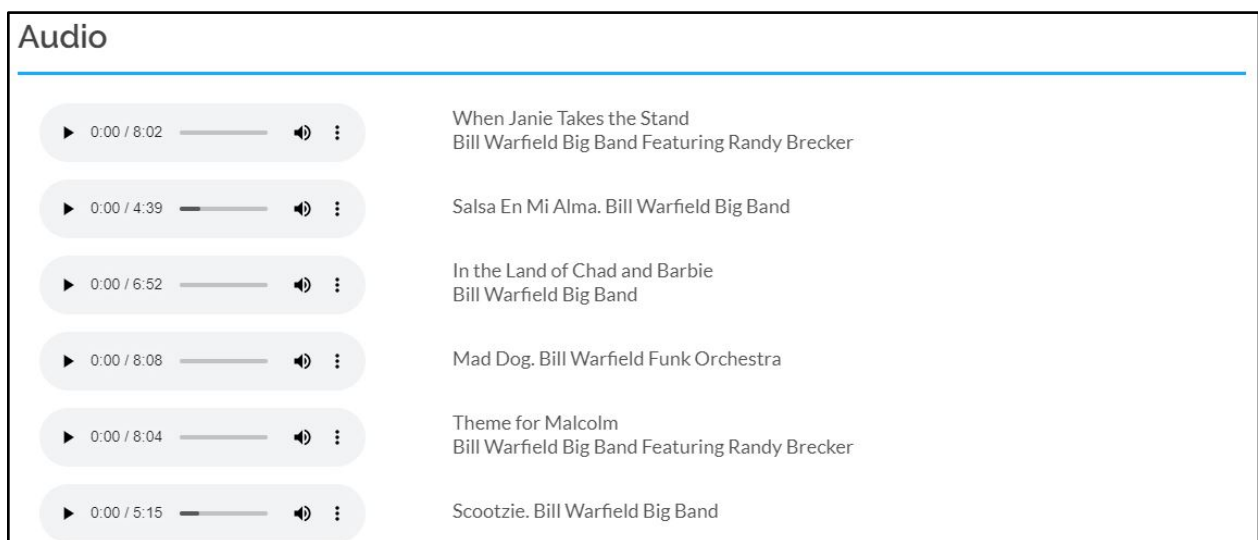 Audio
0:00 / 8:02
When Janie Takes the Stand
Bill Warfield Big Band Featuring Randy Brecker
0:00 / 4:39
Salsa En Mi Alma. Bill Warfield Big Band
0:00 / 6:52
In the Land of Chad and Barbie
Bill Warfield Big Band
0:00 / 8:08
Mad Dog. Bill Warfield Funk Orchestra
0:00 / 8:04
Theme for Malcolm
Bill Warfield Big Band Featuring Randy Brecker
0:00 / 5:15
Scootzie. Bill Warfield Big Band